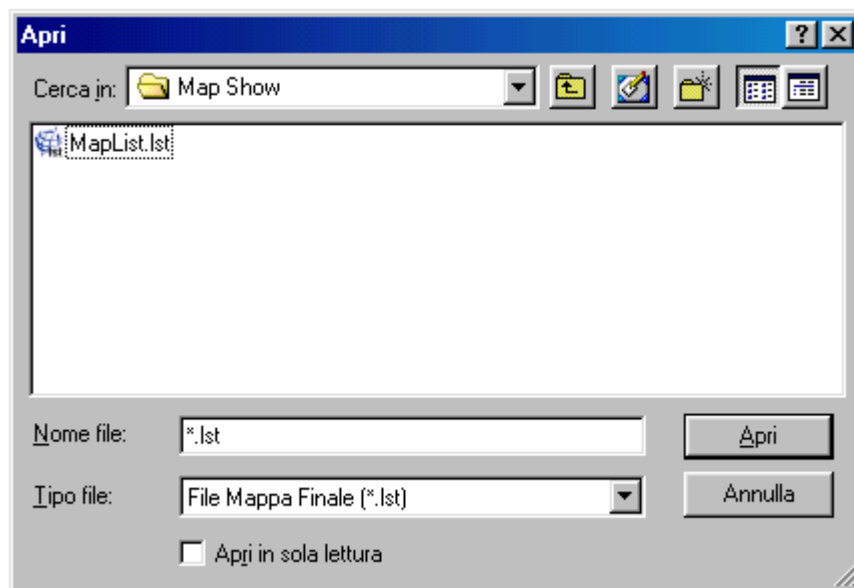 Apri
Cerca in: Map Show
MapList.lst
Nome file: *.lst
Apri
Tipo file: File Mappa Finale (*.lst)
Annulla
Apri in sola lettura